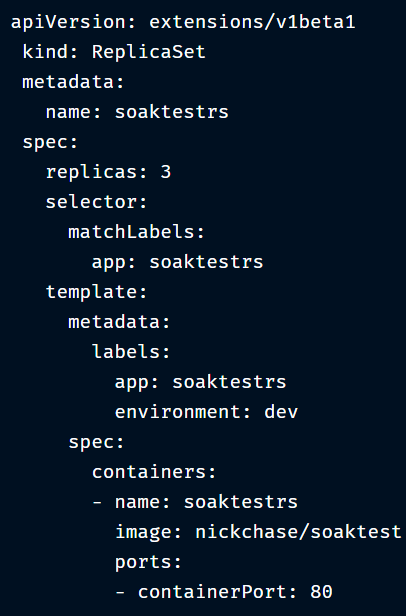 apiVersion: extensions/v1beta1
 kind: ReplicaSet
 metadata:
   name: soaktestrs
 spec:
   replicas: 3
   selector:
     matchLabels:
       app: soaktestrs
   template:
     metadata:
       labels:
         app: soaktestrs
         environment: dev
     spec:
       containers:
       - name: soaktestrs
         image: nickchase/soaktest
         ports:
         - containerPort: 80